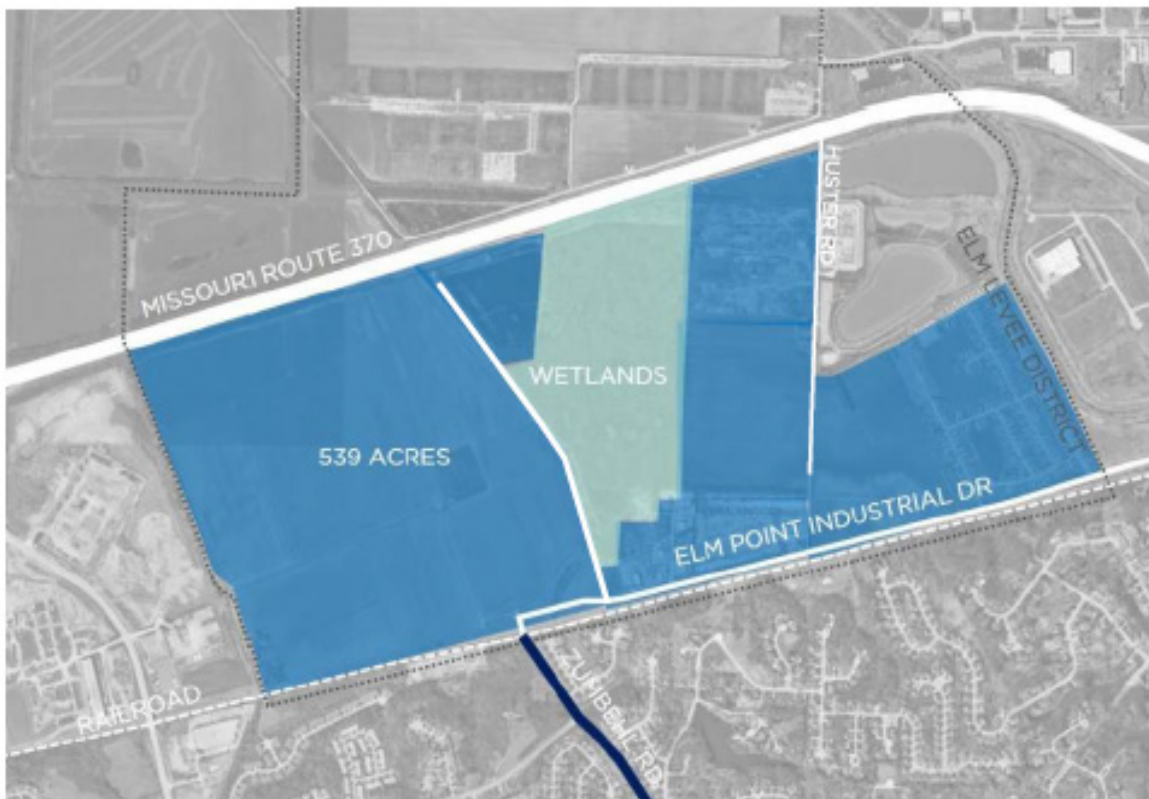 MISSOURI ROUTE 370
HUSTER RD
ELM LEVEE DISTRICT
WETLANDS
539 ACRES
ELM POINT INDUSTRIAL DR
RAILROAD
ZUMBEHL RD